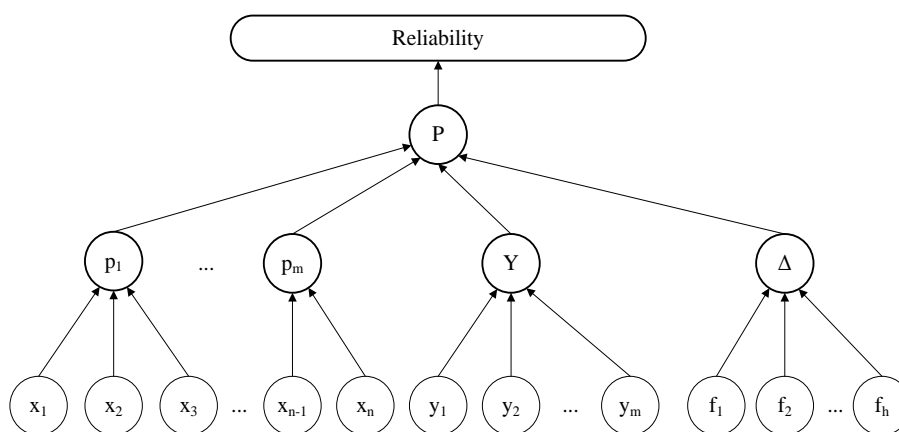 Reliability
P
p₁ ... pₘ Y Δ
x₁ x₂ x₃ ... xₙ₋₁ xₙ y₁ y₂ ... yₘ f₁ f₂ ... fₕ